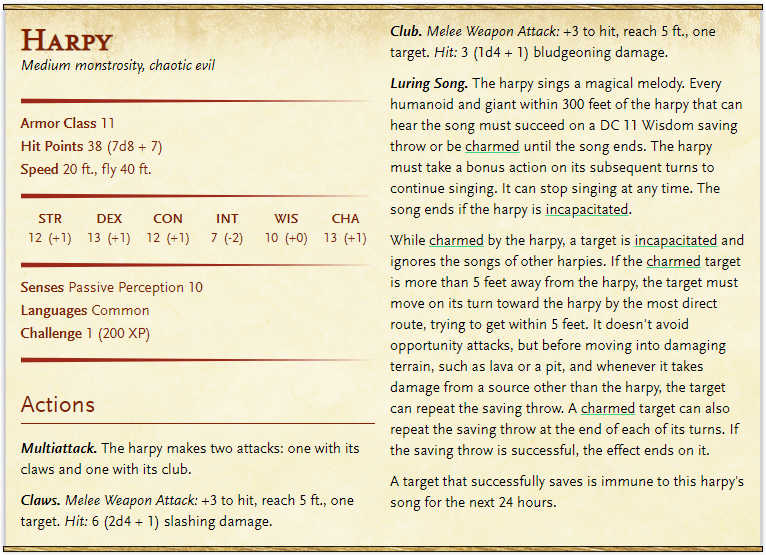 Harpy
Medium monstrosity, chaotic evil
Armor Class 11
Hit Points 38 (7d8 + 7)
Speed 20 ft., fly 40 ft.
STR DEX CON INT WIS CHA
12 (+1) 13 (+1) 12 (+1) 7 (-2) 10 (+0) 13 (+1)
Senses Passive Perception 10
Languages Common
Challenge 1 (200 XP)
Actions
Multiattack. The harpy makes two attacks: one with its
claws and one with its club.
Claws. Melee Weapon Attack: +3 to hit, reach 5 ft., one
target. Hit: 6 (2d4 + 1) slashing damage.
Club. Melee Weapon Attack: +3 to hit, reach 5 ft., one
target. Hit: 3 (1d4 + 1) bludgeoning damage.
Luring Song. The harpy sings a magical melody. Every
humanoid and giant within 300 feet of the harpy that can
hear the song must succeed on a DC 11 Wisdom saving
throw or be charmed until the song ends. The harpy
must take a bonus action on its subsequent turns to
continue singing. It can stop singing at any time. The
song ends if the harpy is incapacitated.
While charmed by the harpy, a target is incapacitated and
ignores the songs of other harpies. If the charmed target
is more than 5 feet away from the harpy, the target must
move on its turn toward the harpy by the most direct
route, trying to get within 5 feet. It doesn't avoid
opportunity attacks, but before moving into damaging
terrain, such as lava or a pit, and whenever it takes
damage from a source other than the harpy, the target
can repeat the saving throw. A charmed target can also
repeat the saving throw at the end of each of its turns. If
the saving throw is successful, the effect ends on it.
A target that successfully saves is immune to this harpy's
song for the next 24 hours.